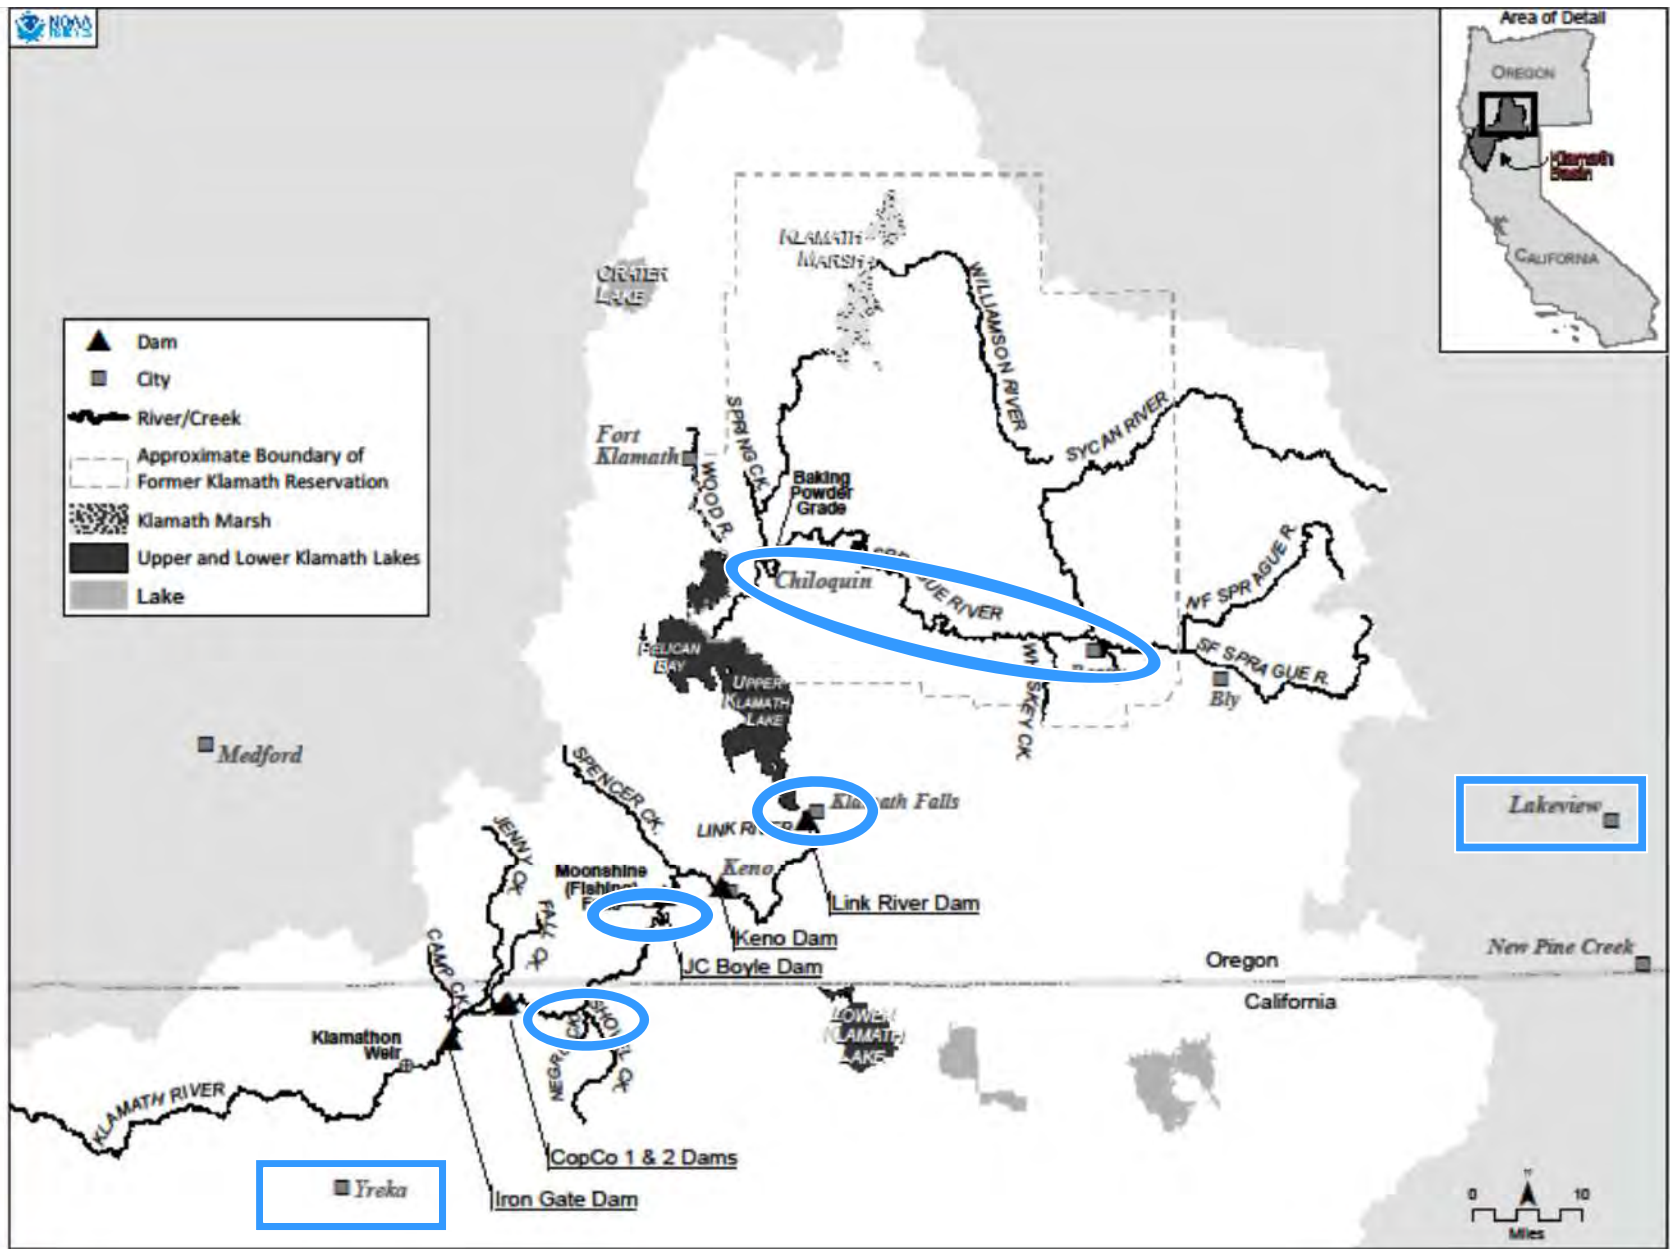 NOAA
Area of Detail
OREGON
Klamath
Basin
CALIFORNIA
KLAMATH
MARSH
CRATER
LAKE
WILLIAMSON RIVER
Dam
City
River/Creek
Approximate Boundary of
Former Klamath Reservation
Klamath Marsh
Upper and Lower Klamath Lakes
Lake
SPRING CK.
SYCAN RIVER
Fort
Klamath
WOOD R.
Baking
Powder
Grade
Chiloquin
RIVER
NF SPRAGUE R.
SF SPRAGUE R.
Bly
PELICAN
BAY
UPPER
KLAMATH
LAKE
Medford
SPENCER CK.
Klamath Falls
LINK RIVER
Lakeview
JENNY CK.
Moonshine
(Fishing)
Keno
FALL CK.
CAMP CK.
Link River Dam
Keno Dam
JC Boyle Dam
New Pine Creek
Oregon
California
LOWER
KLAMATH
LAKE
Klamathon
Weir
KLAMATH RIVER
CopCo 1 & 2 Dams
Yreka
Iron Gate Dam
0 10
Miles